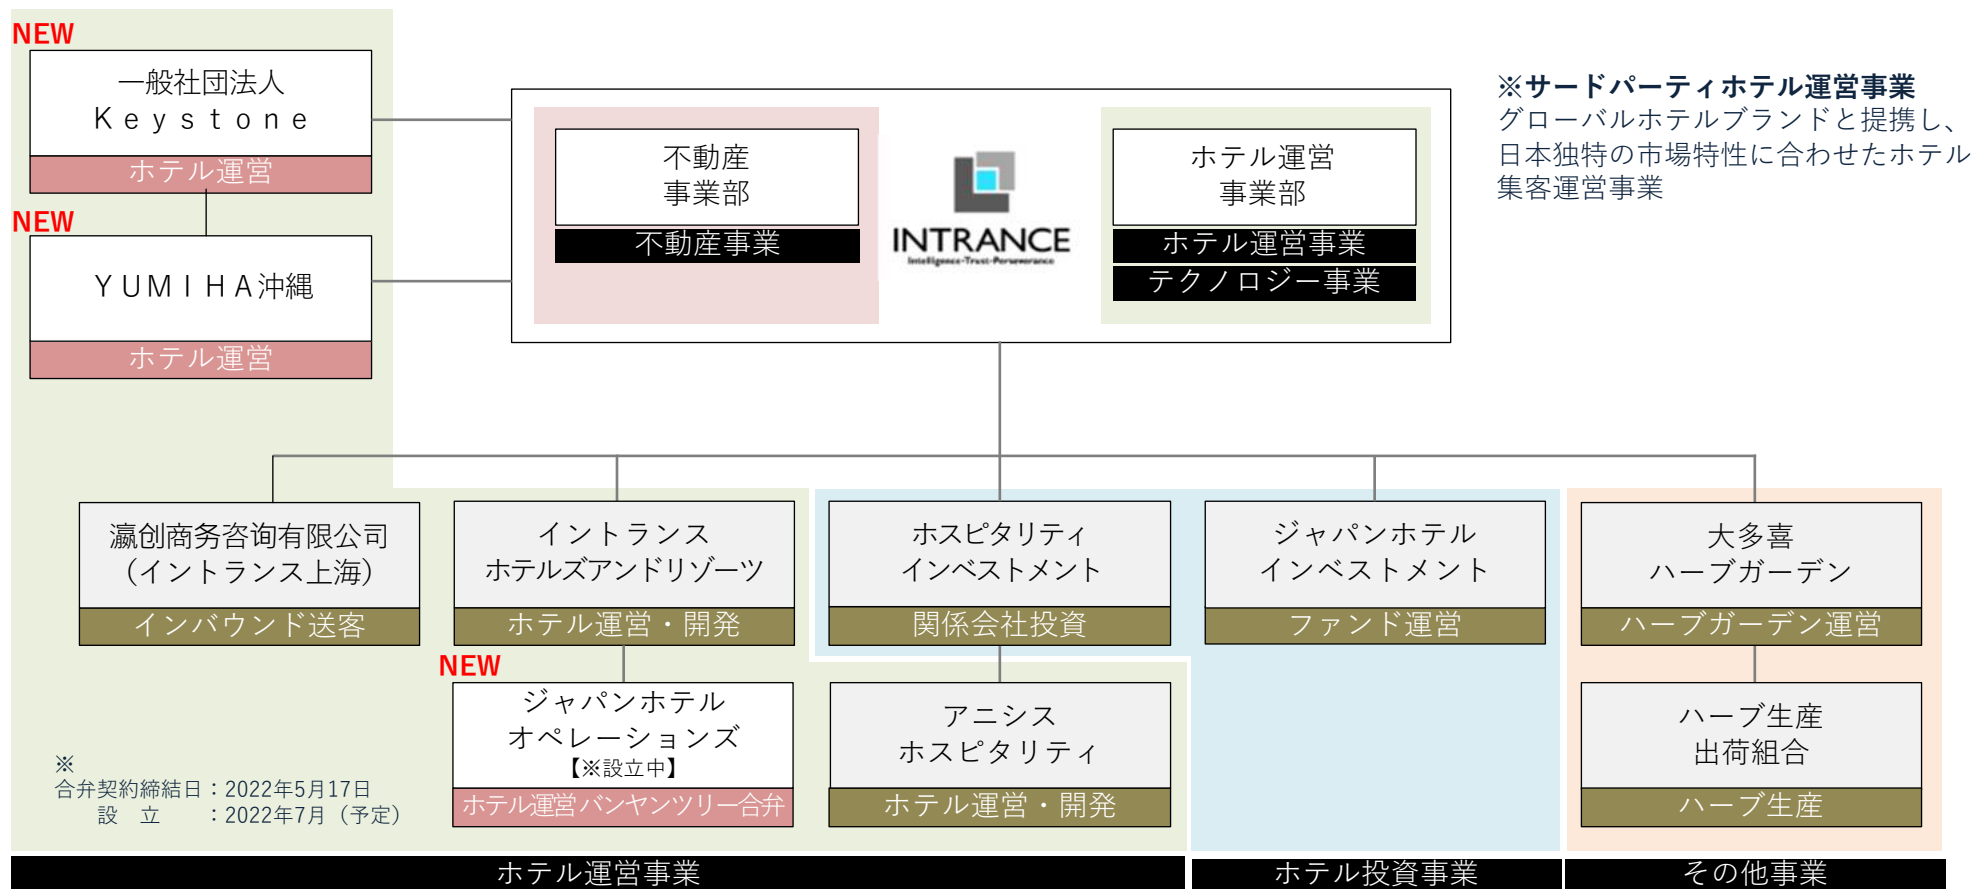 NEW
一般社団法人
Ｋｅｙｓｔｏｎｅ
ホテル運営
NEW
ＹＵＭＩＨＡ沖縄
ホテル運営
不動産
事業部
不動産事業
INTRANCE
Intelligence・Trust・Perseverance
ホテル運営
事業部
ホテル運営事業
テクノロジー事業
※サードパーティホテル運営事業
グローバルホテルブランドと提携し、
日本独特の市場特性に合わせたホテル
集客運営事業
瀛创商务咨询有限公司
（イントランス上海）
インバウンド送客
イントランス
ホテルズアンドリゾーツ
ホテル運営・開発
ホスピタリティ
インベストメント
関係会社投資
ジャパンホテル
インベストメント
ファンド運営
大多喜
ハーブガーデン
ハーブガーデン運営
NEW
ジャパンホテル
オペレーションズ
【※設立中】
ホテル運営 バンヤンツリー合弁
アニシス
ホスピタリティ
ホテル運営・開発
ハーブ生産
出荷組合
ハーブ生産
※
合弁契約締結日：2022年5月17日
設　立　　：2022年7月（予定）
ホテル運営事業
ホテル投資事業
その他事業